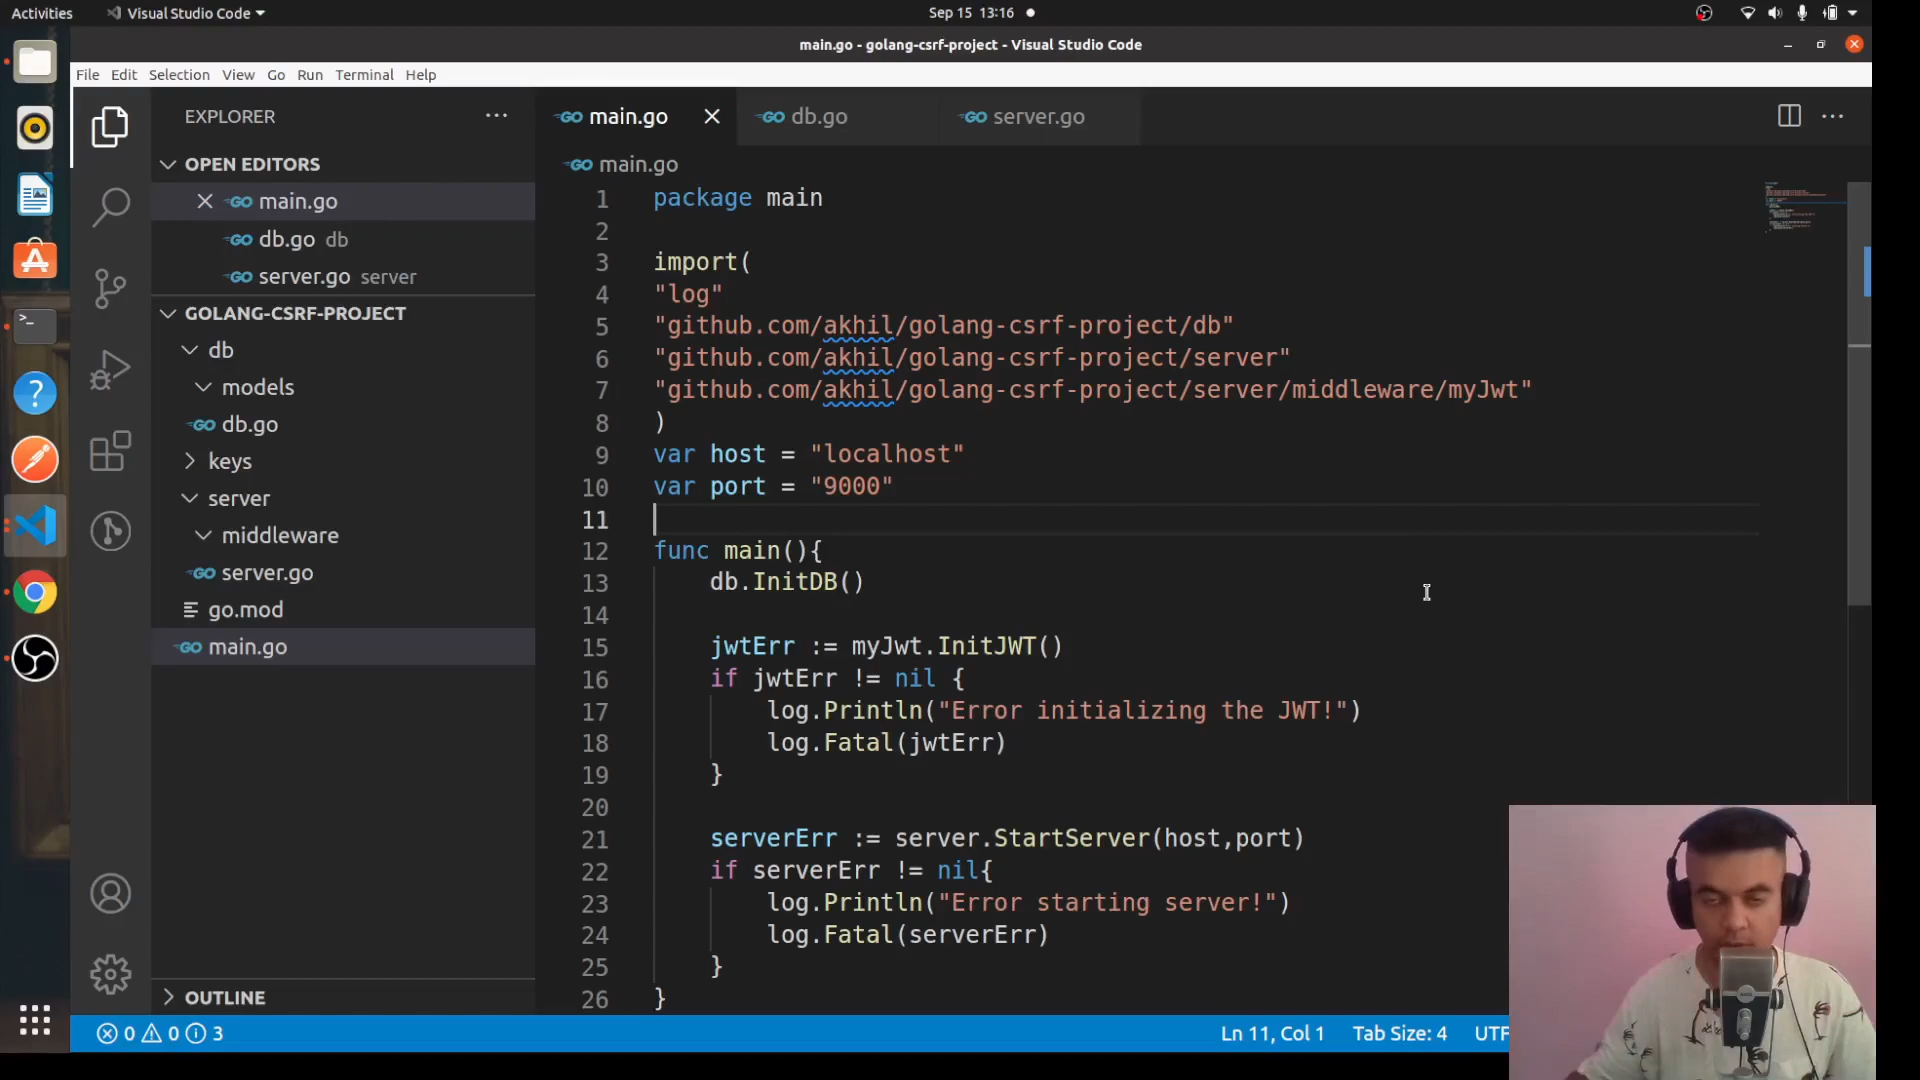 Activities
Visual Studio Code
Sep 15 13:16
main.go - golang-csrf-project - Visual Studio Code
File Edit Selection View Go Run Terminal Help
EXPLORER
OPEN EDITORS
main.go
db.go db
server.go server
GOLANG-CSRF-PROJECT
db
models
db.go
keys
server
middleware
server.go
go.mod
main.go
OUTLINE
main.go
db.go
server.go
main.go
1 package main
2
3 import(
4 "log"
5 "github.com/akhil/golang-csrf-project/db"
6 "github.com/akhil/golang-csrf-project/server"
7 "github.com/akhil/golang-csrf-project/server/middleware/myJwt"
8 )
9 var host = "localhost"
10 var port = "9000"
11
12 func main(){
13 db.InitDB()
14
15 jwtErr := myJwt.InitJWT()
16 if jwtErr != nil {
17 log.Println("Error initializing the JWT!")
18 log.Fatal(jwtErr)
19 }
20
21 serverErr := server.StartServer(host,port)
22 if serverErr != nil{
23 log.Println("Error starting server!")
24 log.Fatal(serverErr)
25 }
26 }
0 0 3
Ln 11, Col 1 Tab Size: 4 UTF